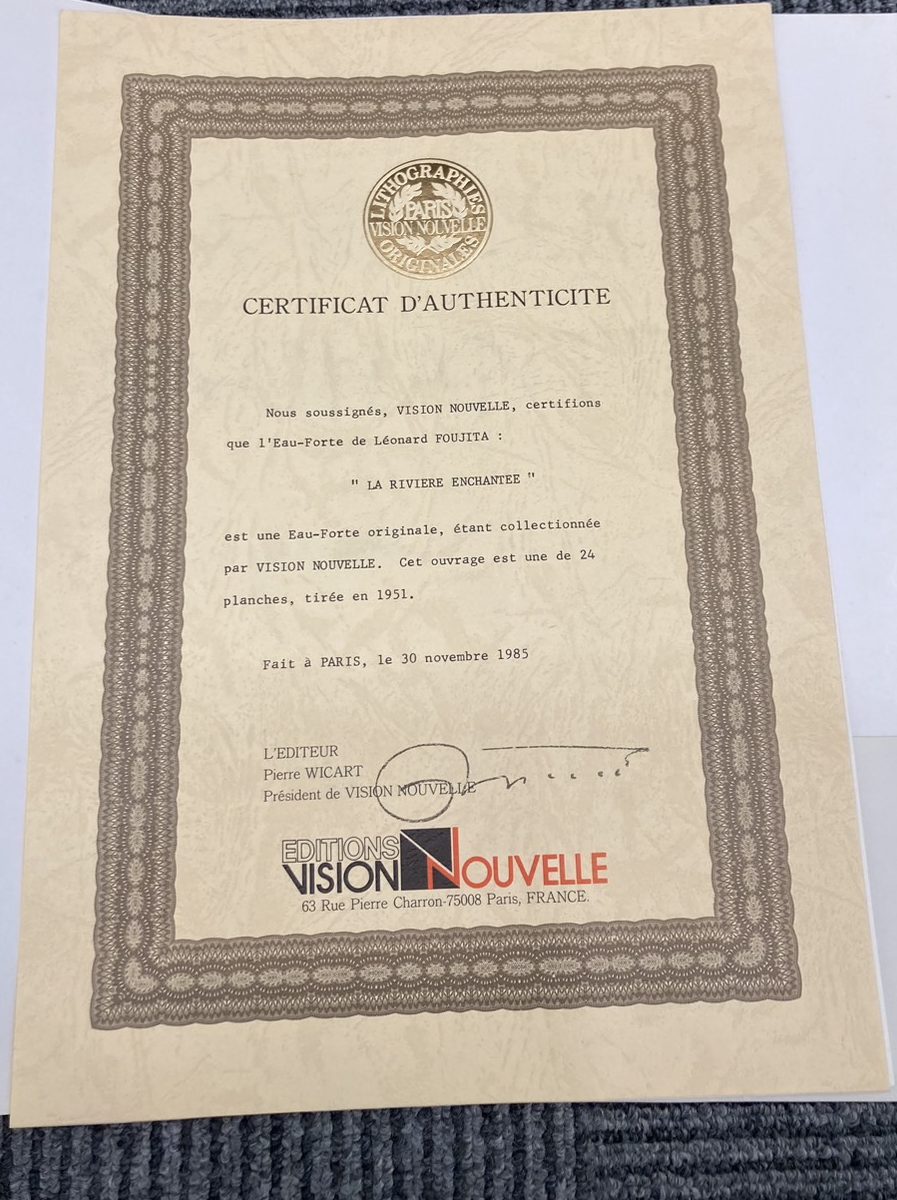 LITHOGRAPHIES
PARIS
VISION NOUVELLE
ORIGINALES
CERTIFICAT D'AUTHENTICITE
Nous soussignés, VISION NOUVELLE, certifions
que l'Eau-Forte de Léonard FOUJITA :
" LA RIVIERE ENCHANTEE "
est une Eau-Forte originale, étant collectionnée
par VISION NOUVELLE. Cet ouvrage est une de 24
planches, tirée en 1951.
Fait à PARIS, le 30 novembre 1985
L'EDITEUR
Pierre WICART
Président de VISION NOUVELLE
EDITIONS
VISION NOUVELLE
63 Rue Pierre Charron-75008 Paris, FRANCE.